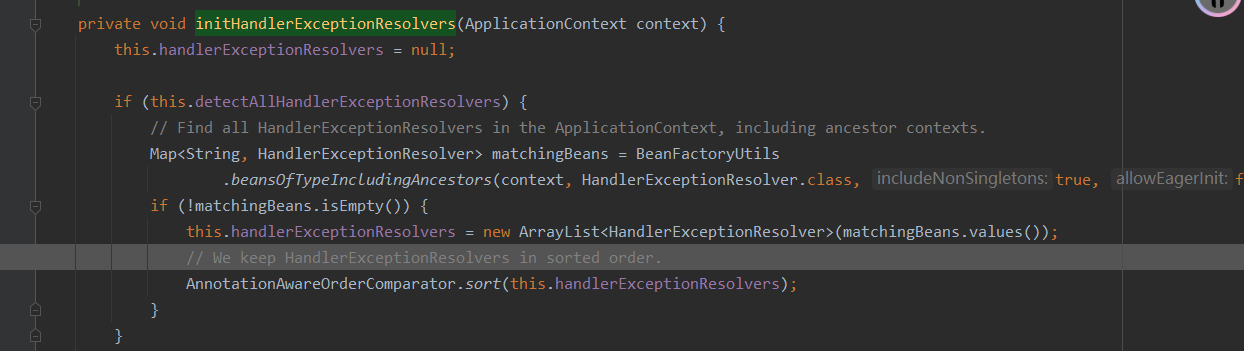 private void initHandlerExceptionResolvers(ApplicationContext context) {
this.handlerExceptionResolvers = null;
if (this.detectAllHandlerExceptionResolvers) {
// Find all HandlerExceptionResolvers in the ApplicationContext, including ancestor contexts.
Map<String, HandlerExceptionResolver> matchingBeans = BeanFactoryUtils
.beansOfTypeIncludingAncestors(context, HandlerExceptionResolver.class, includeNonSingletons: true, allowEagerInit: f
if (!matchingBeans.isEmpty()) {
this.handlerExceptionResolvers = new ArrayList<HandlerExceptionResolver>(matchingBeans.values());
// We keep HandlerExceptionResolvers in sorted order.
AnnotationAwareOrderComparator.sort(this.handlerExceptionResolvers);
}
}